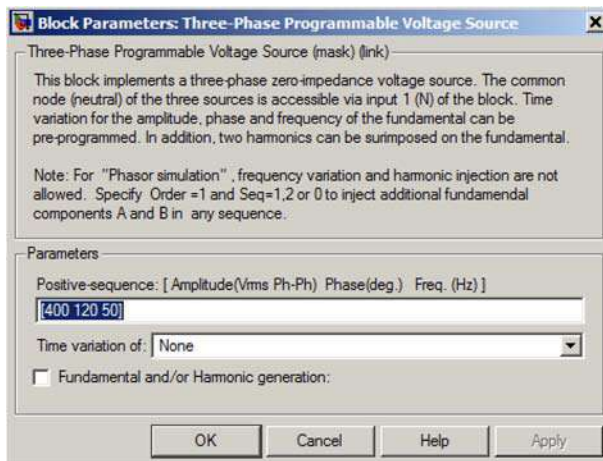 Block Parameters: Three-Phase Programmable Voltage Source
Three-Phase Programmable Voltage Source (mask) (link)
This block implements a three-phase zero-impedance voltage source. The common
node (neutral) of the three sources is accessible via input 1 (N) of the block. Time
variation for the amplitude, phase and frequency of the fundamental can be
pre-programmed. In addition, two harmonics can be surimposed on the fundamental.
Note: For "Phasor simulation" , frequency variation and harmonic injection are not
allowed. Specify Order =1 and Seq=1,2 or 0 to inject additional fundamendal
components A and B in any sequence.
Parameters
Positive-sequence: [ Amplitude(Vrms Ph-Ph) Phase(deg.) Freq. (Hz) ]
[400 120 50]
Time variation of: None
Fundamental and/or Harmonic generation:
OK Cancel Help Apply